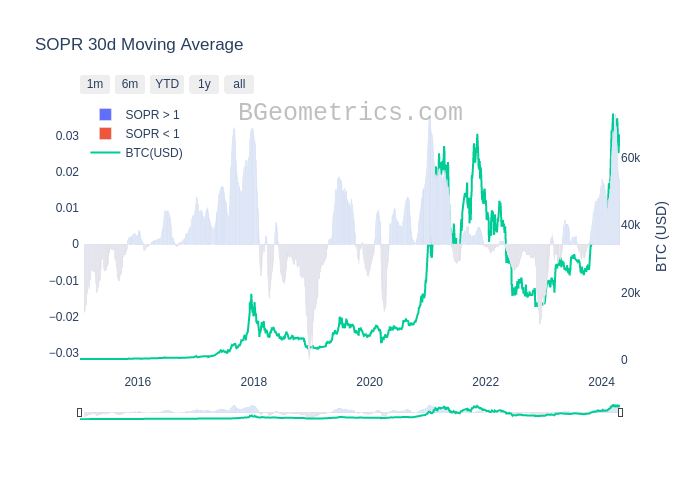 SOPR 30d Moving Average
1m 6m YTD 1y all
BGeometrics.com
SOPR > 1
SOPR < 1
BTC(USD)
0.03
0.02
0.01
0
−0.01
−0.02
−0.03
60k
40k
20k
0
BTC (USD)
2016 2018 2020 2022 2024